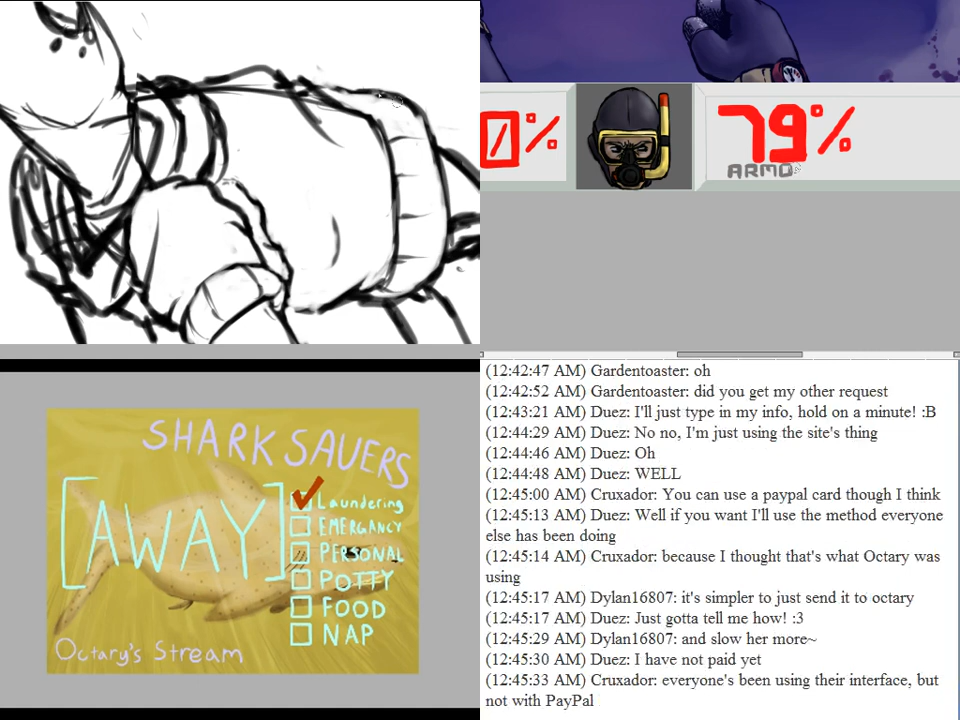 0%
79%
ARMO
SHARK SAUERS
[AWAY]
Laundering
EMERGANCY
PERSONAL
POTTY
FOOD
NAP
Octary's Stream
(12:42:47 AM) Gardentoaster: oh
(12:42:52 AM) Gardentoaster: did you get my other request
(12:43:21 AM) Duez: I'll just type in my info, hold on a minute! :B
(12:44:29 AM) Duez: No no, I'm just using the site's thing
(12:44:46 AM) Duez: Oh
(12:44:48 AM) Duez: WELL
(12:45:00 AM) Cruxador: You can use a paypal card though I think
(12:45:13 AM) Duez: Well if you want I'll use the method everyone
else has been doing
(12:45:14 AM) Cruxador: because I thought that's what Octary was
using
(12:45:17 AM) Dylan16807: it's simpler to just send it to octary
(12:45:17 AM) Duez: Just gotta tell me how! :3
(12:45:29 AM) Dylan16807: and slow her more~
(12:45:30 AM) Duez: I have not paid yet
(12:45:33 AM) Cruxador: everyone's been using their interface, but
not with PayPal